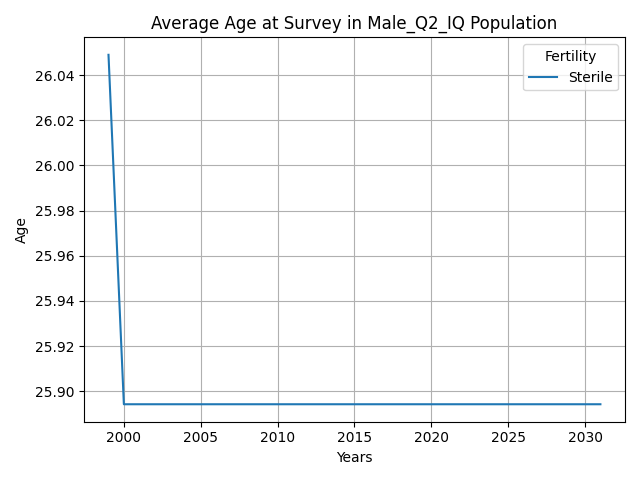 Average Age at Survey in Male_Q2_IQ Population
Fertility
Sterile
26.04
26.02
26.00
25.98
25.96
25.94
25.92
25.90
Age
2000 2005 2010 2015 2020 2025 2030
Years